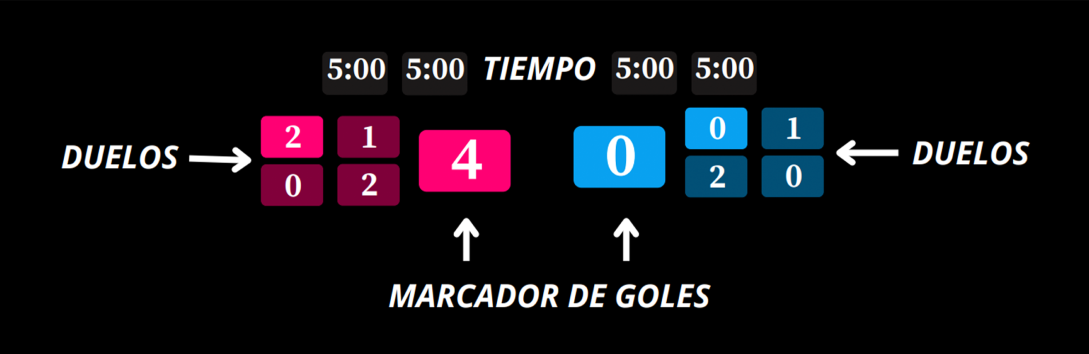 5:00 5:00 TIEMPO 5:00 5:00
2 1 4 0 0 1
DUELOS DUELOS
0 2 2 0
MARCADOR DE GOLES